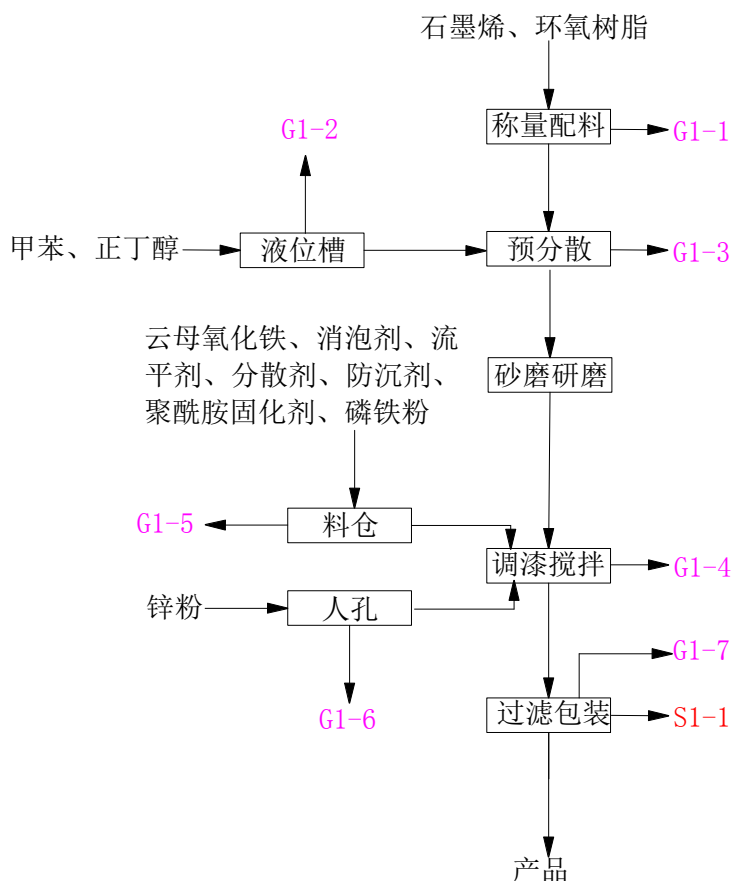 石墨烯、环氧树脂
G1-2
称量配料
G1-1
甲苯、正丁醇
液位槽
预分散
G1-3
云母氧化铁、消泡剂、流
平剂、分散剂、防沉剂、
聚酰胺固化剂、磷铁粉
砂磨研磨
G1-5
料仓
调漆搅拌
G1-4
锌粉
人孔
G1-7
G1-6
过滤包装
S1-1
产品